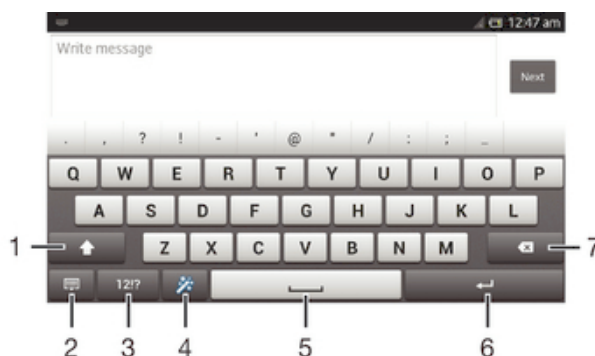 12:47 am
Write message
Next
. , ? ! - ' @ " / : ; _
Q W E R T Y U I O P
A S D F G H J K L
1 Z X C V B N M 7
12!?
2 3 4 5 6